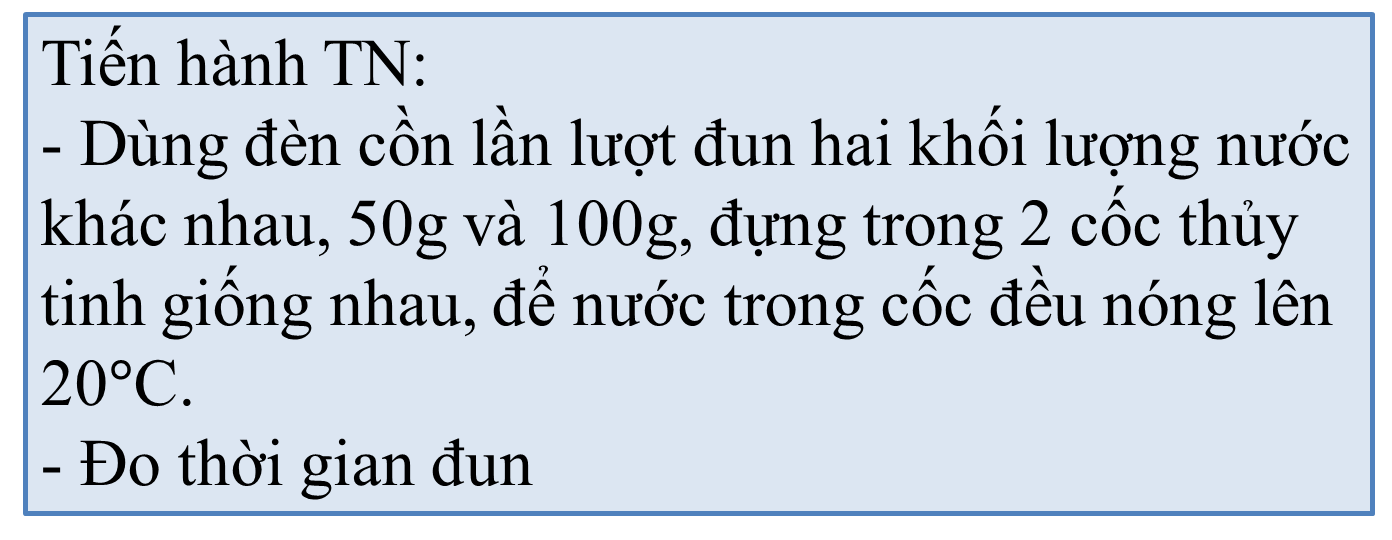 Tiến hành TN:
- Dùng đèn cồn lần lượt đun hai khối lượng nước
khác nhau, 50g và 100g, đựng trong 2 cốc thủy
tinh giống nhau, để nước trong cốc đều nóng lên
20°C.
- Đo thời gian đun